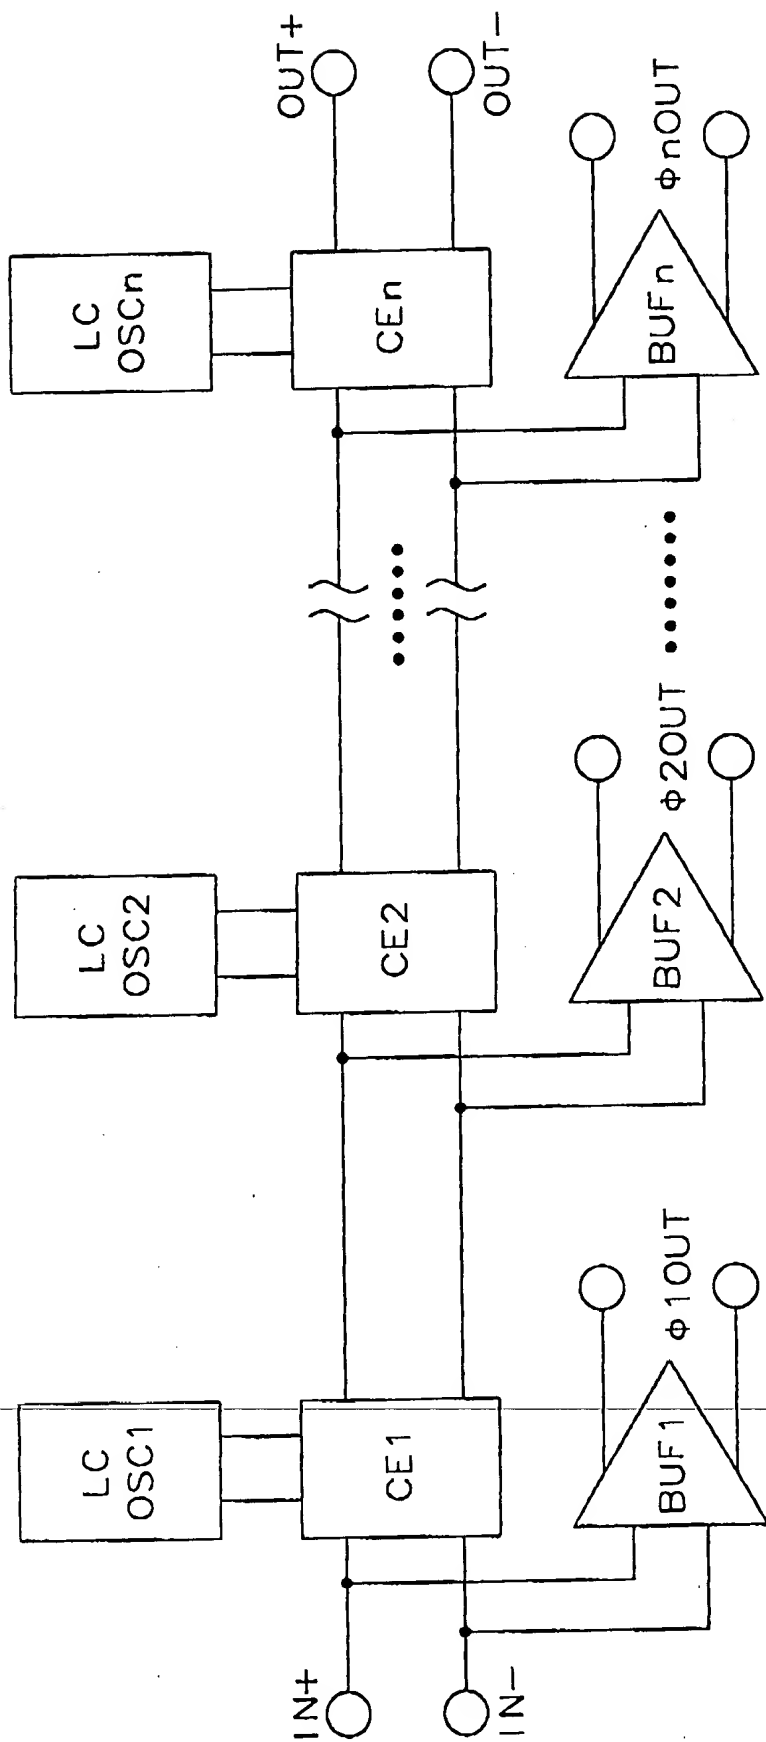 LC
OSC1
LC
OSC2
LC
OSCn
IN+
CE1
CE2
CEn
OUT+
IN−
OUT−
BUF1
Φ1OUT
BUF2
Φ2OUT
BUFn
ΦnOUT